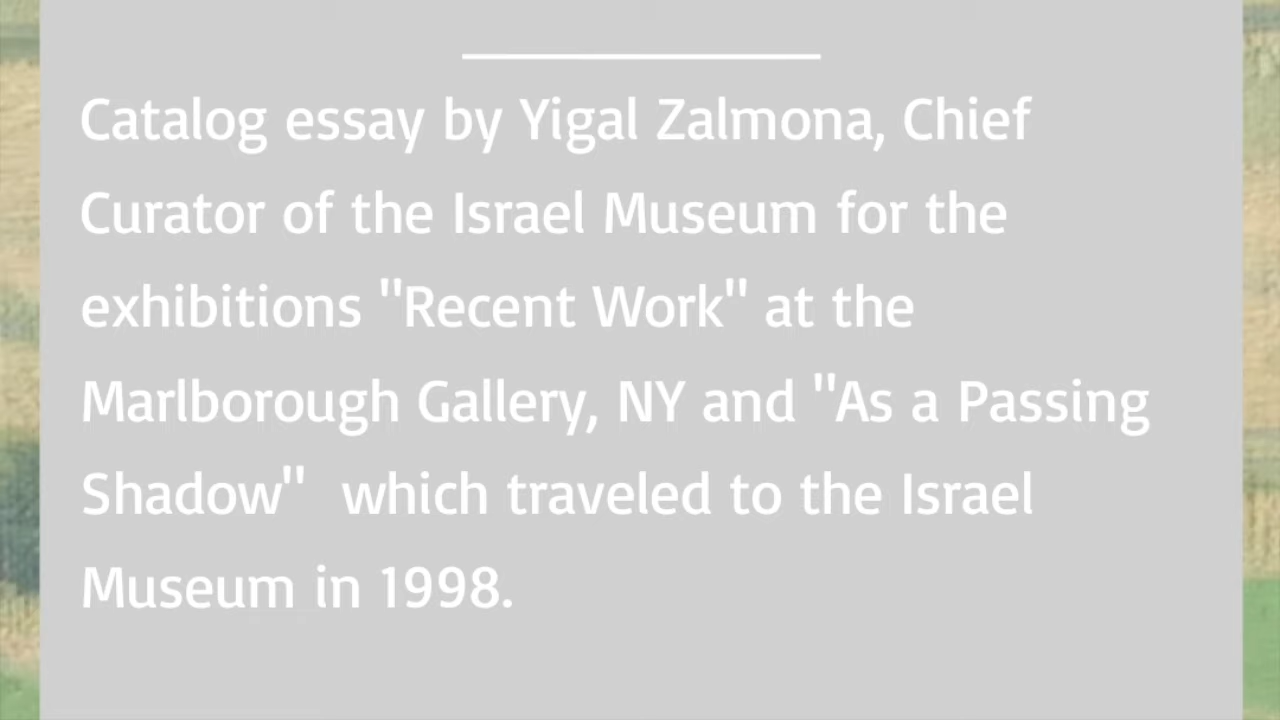 Catalog essay by Yigal Zalmona, Chief
Curator of the Israel Museum for the
exhibitions "Recent Work" at the
Marlborough Gallery, NY and "As a Passing
Shadow"  which traveled to the Israel
Museum in 1998.